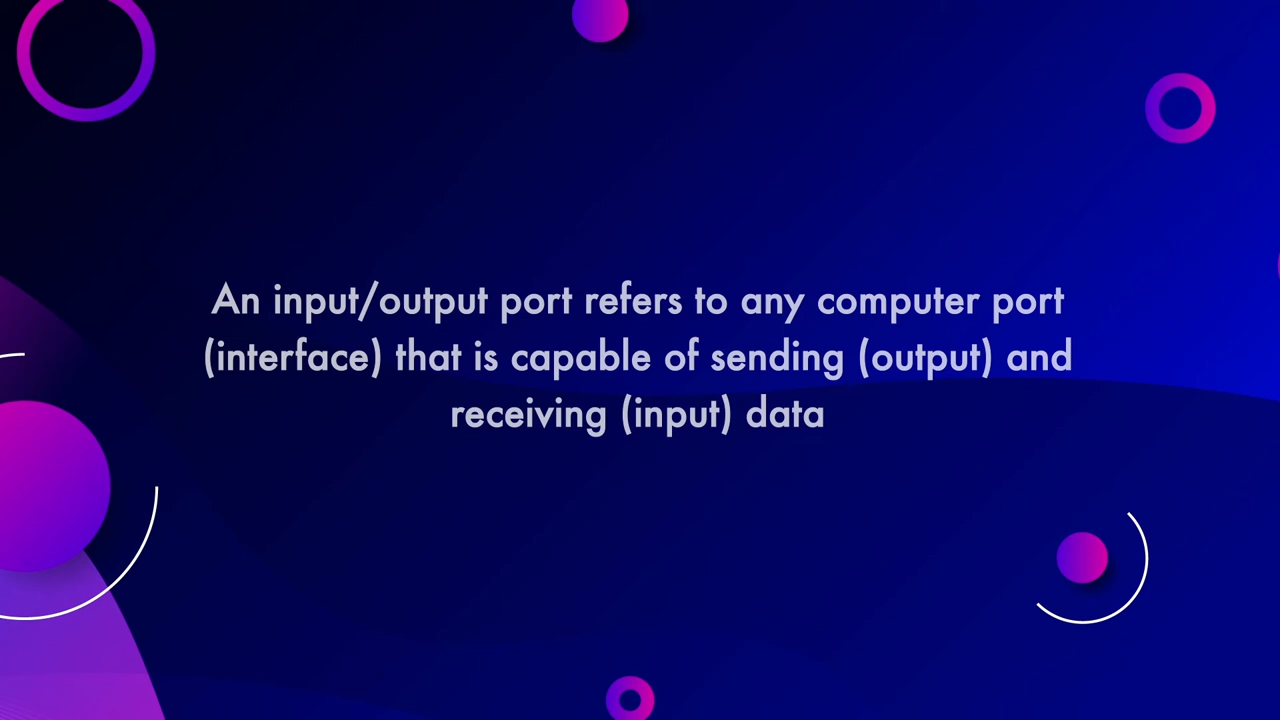 An input/output port refers to any computer port
(interface) that is capable of sending (output) and
receiving (input) data